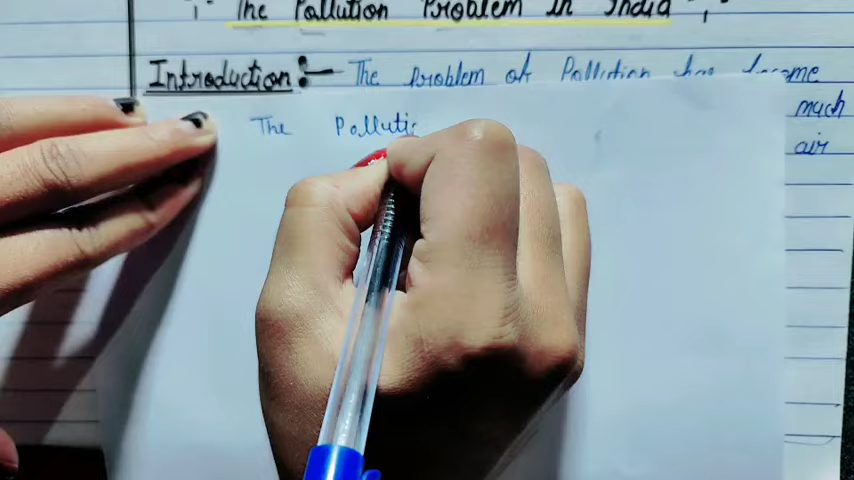 -: The Pollution Problem in India :-
Introduction :- The problem of Pollution has become
much
The Polluti
air